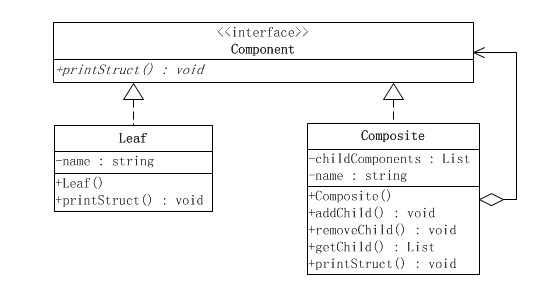 <<interface>>
Component
+printStruct() : void
Leaf
-name : string
+Leaf()
+printStruct() : void
Composite
-childComponents : List
-name : string
+Composite()
+addChild() : void
+removeChild() : void
+getChild() : List
+printStruct() : void